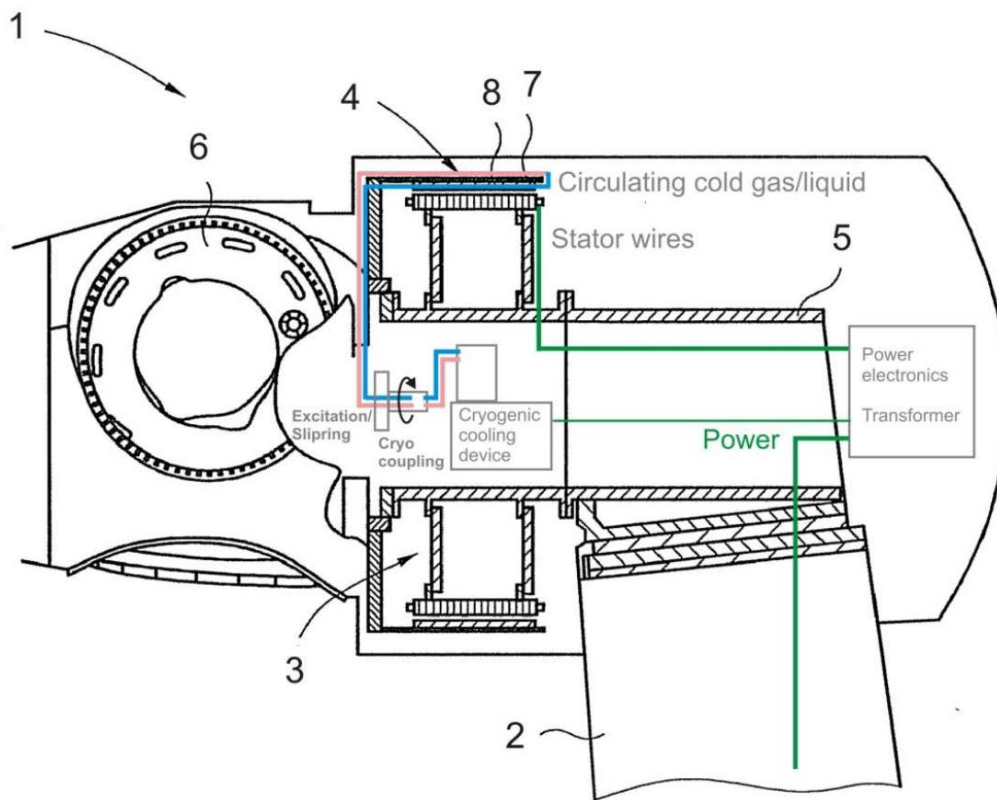 1
4
8
7
6
Circulating cold gas/liquid
Stator wires
5
Power
electronics
Transformer
Excitation/
Slipring
Cryo
coupling
Cryogenic
cooling
device
Power
3
2